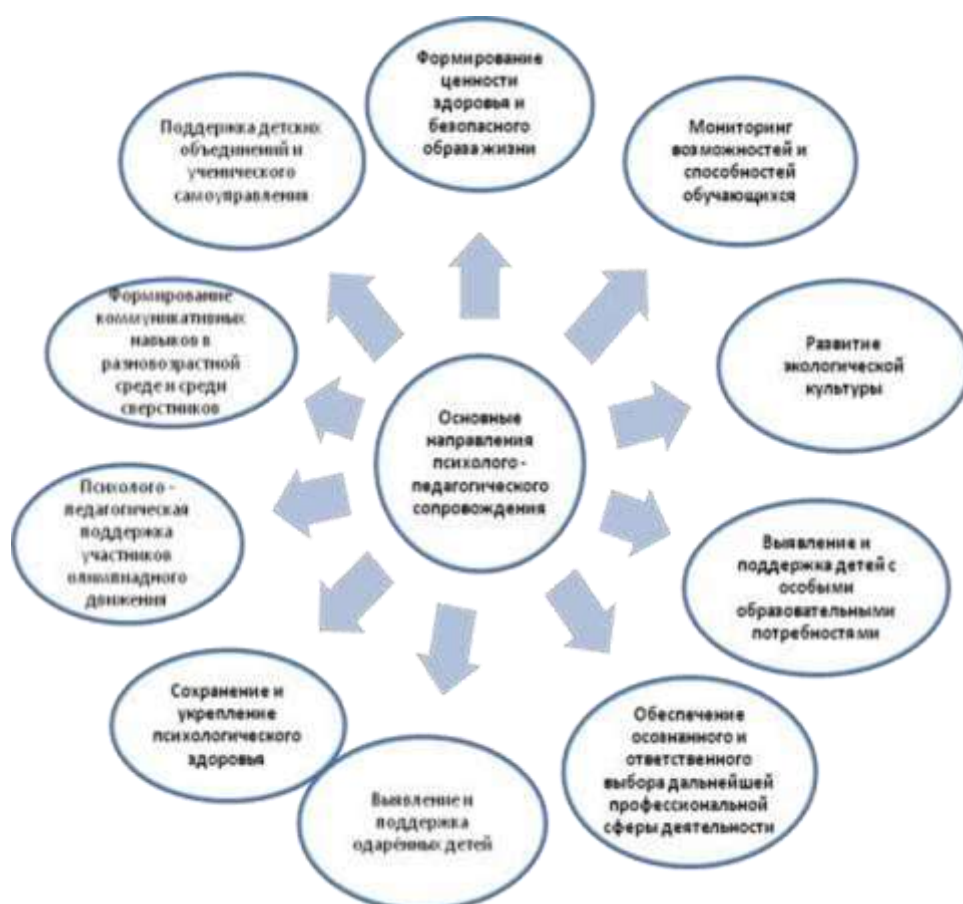 Формирование
ценности
здоровья и
безопасного
образа жизни
Мониторинг
возможностей и
способностей
обучающихся
Развитие
экологической
культуры
Выявление и
поддержка детей с
особыми
образовательными
потребностями
Обеспечение
осознанного и
ответственного
выбора дальнейшей
профессиональной
сферы деятельности
Выявление и
поддержка
одарённых детей
Сохранение и
укрепление
психологического
здоровья
Психолого -
педагогическая
поддержка
участников
олимпиадного
движения
Формирование
коммуникативных
навыков в
разновозрастной
среде и среди
сверстников
Поддержка детских
объединений и
ученического
самоуправления
Основные
направления
психолого -
педагогического
сопровождения